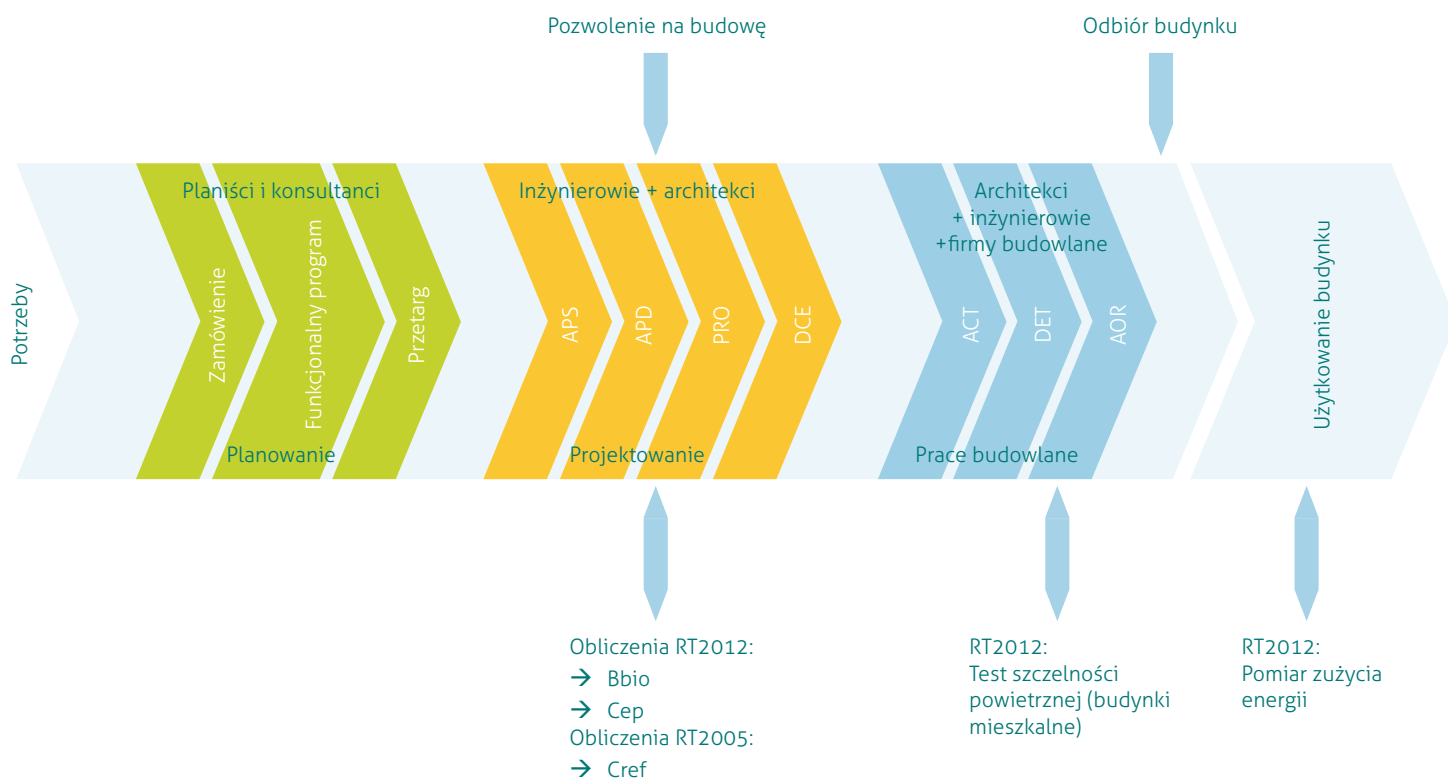 Pozwolenie na budowę
Odbiór budynku
Potrzeby
Planiści i konsultanci
Zamówienie
Funkcjonalny program
Przetarg
Planowanie
Inżynierowie + architekci
APS
APD
PRO
DCE
Projektowanie
Architekci
+ inżynierowie
+firmy budowlane
ACT
DET
AOR
Prace budowlane
Użytkowanie budynku
Obliczenia RT2012:
→ Bbio
→ Cep
Obliczenia RT2005:
→ Cref
RT2012:
Test szczelności
powietrznej (budynki
mieszkalne)
RT2012:
Pomiar zużycia
energii